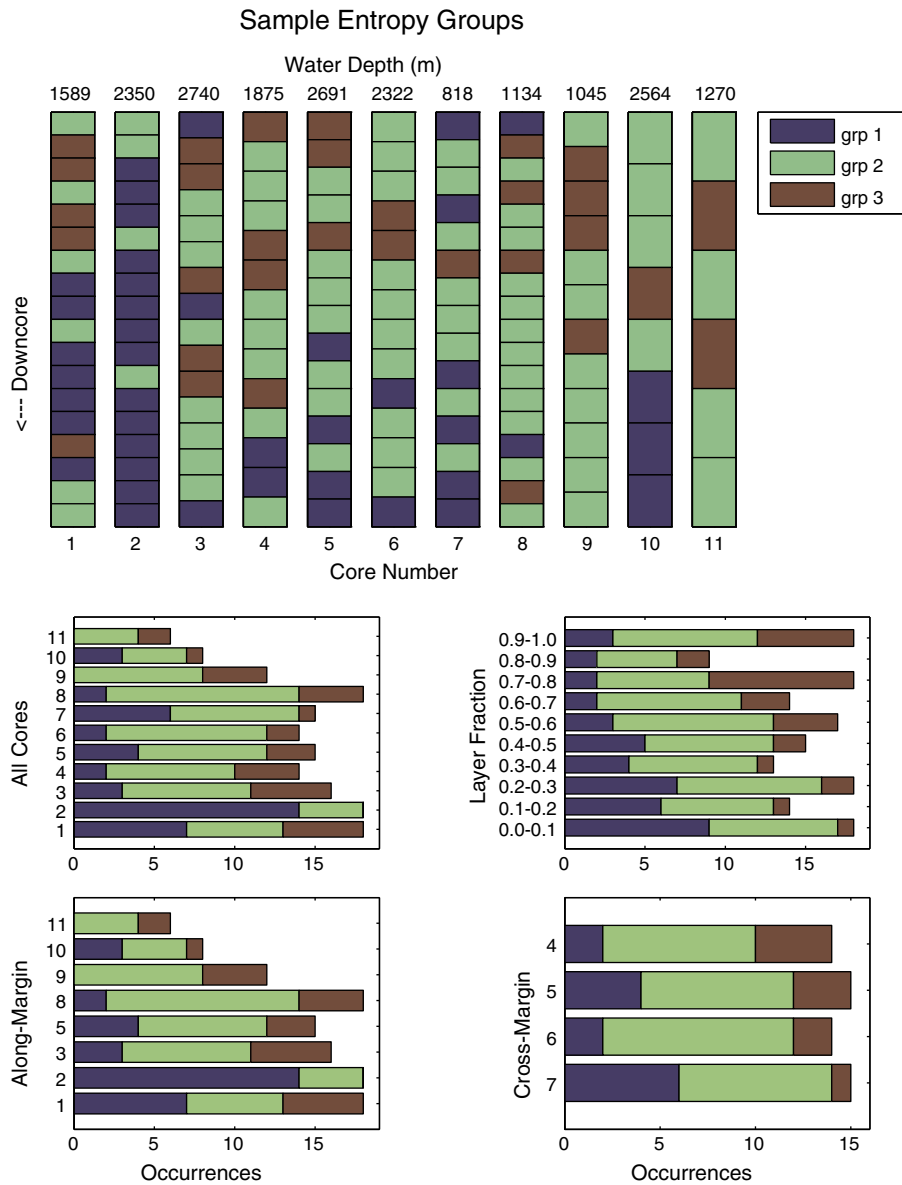 Sample Entropy Groups
Water Depth (m)
1589 2350 2740 1875 2691 2322 818 1134 1045 2564 1270
grp 1
grp 2
grp 3
<--- Downcore
1 2 3 4 5 6 7 8 9 10 11
Core Number
All Cores
11
10
9
8
7
6
5
4
3
2
1
0 5 10 15
Layer Fraction
0.9-1.0
0.8-0.9
0.7-0.8
0.6-0.7
0.5-0.6
0.4-0.5
0.3-0.4
0.2-0.3
0.1-0.2
0.0-0.1
0 5 10 15
Along-Margin
11
10
9
8
5
3
2
1
0 5 10 15
Occurrences
Cross-Margin
4
5
6
7
0 5 10 15
Occurrences